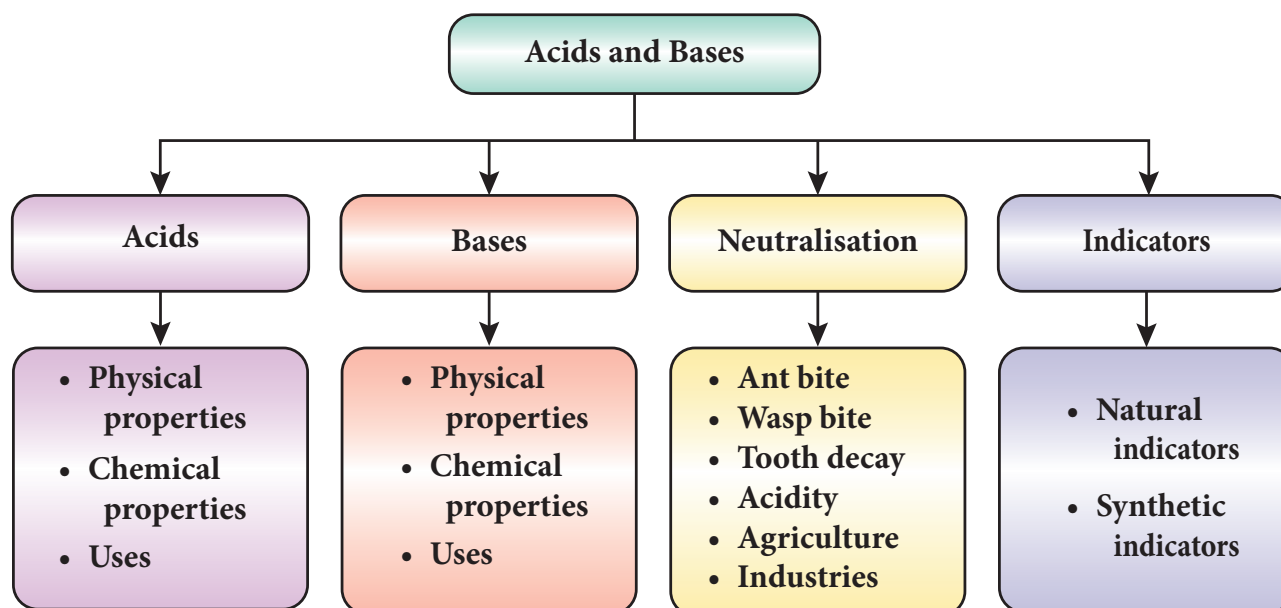 Acids and Bases
Acids
Bases
Neutralisation
Indicators
• Physical
properties
• Chemical
properties
• Uses
• Physical
properties
• Chemical
properties
• Uses
• Ant bite
• Wasp bite
• Tooth decay
• Acidity
• Agriculture
• Industries
• Natural
indicators
• Synthetic
indicators